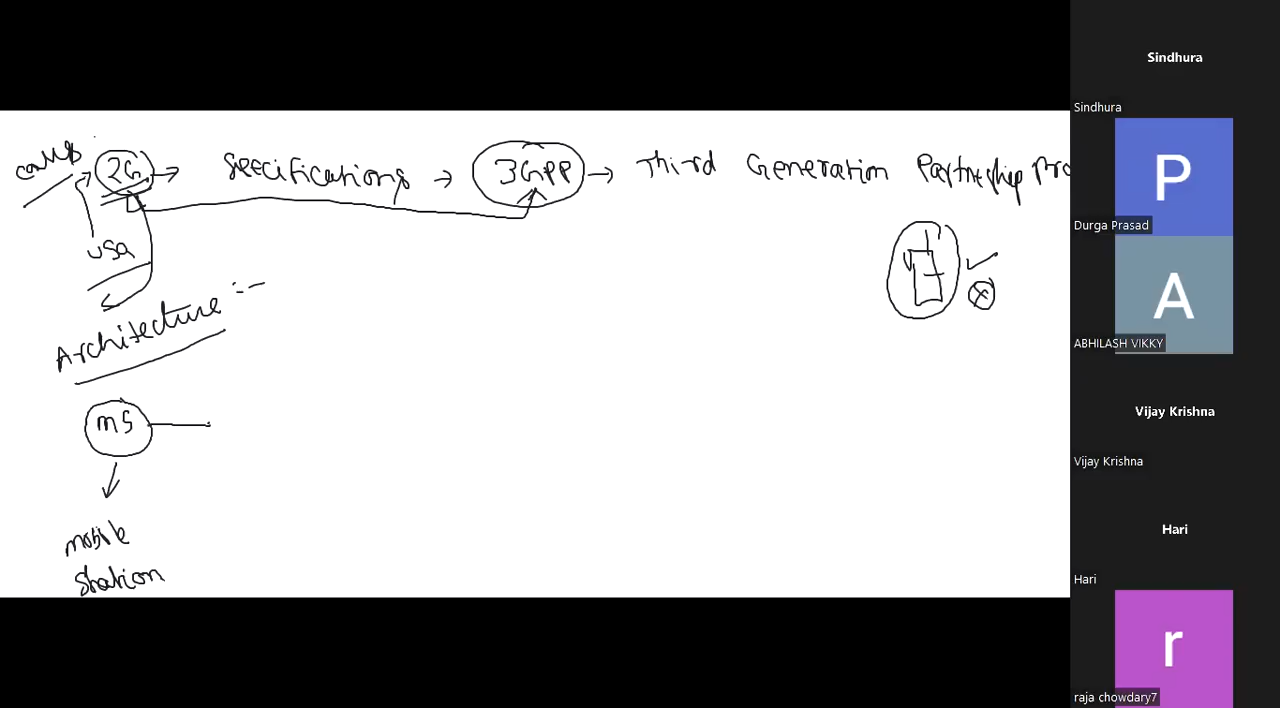 calls 2G → Specifications → 3GPP → Third Generation Partnership Pro
usa
Architecture :-
MS
mobile
Station
Sindhura
Sindhura
P
Durga Prasad
A
ABHILASH VIKKY
Vijay Krishna
Vijay Krishna
Hari
Hari
r
raja chowdary7